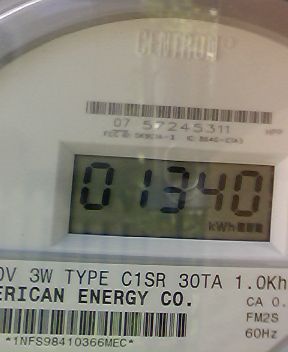 CENTRON
07 57245311
01340
kWh
0V 3W TYPE C1SR 30TA 1.0Kh
ERICAN ENERGY CO. CA 0.
FM2S
60Hz
*1NFS98410366MEC*